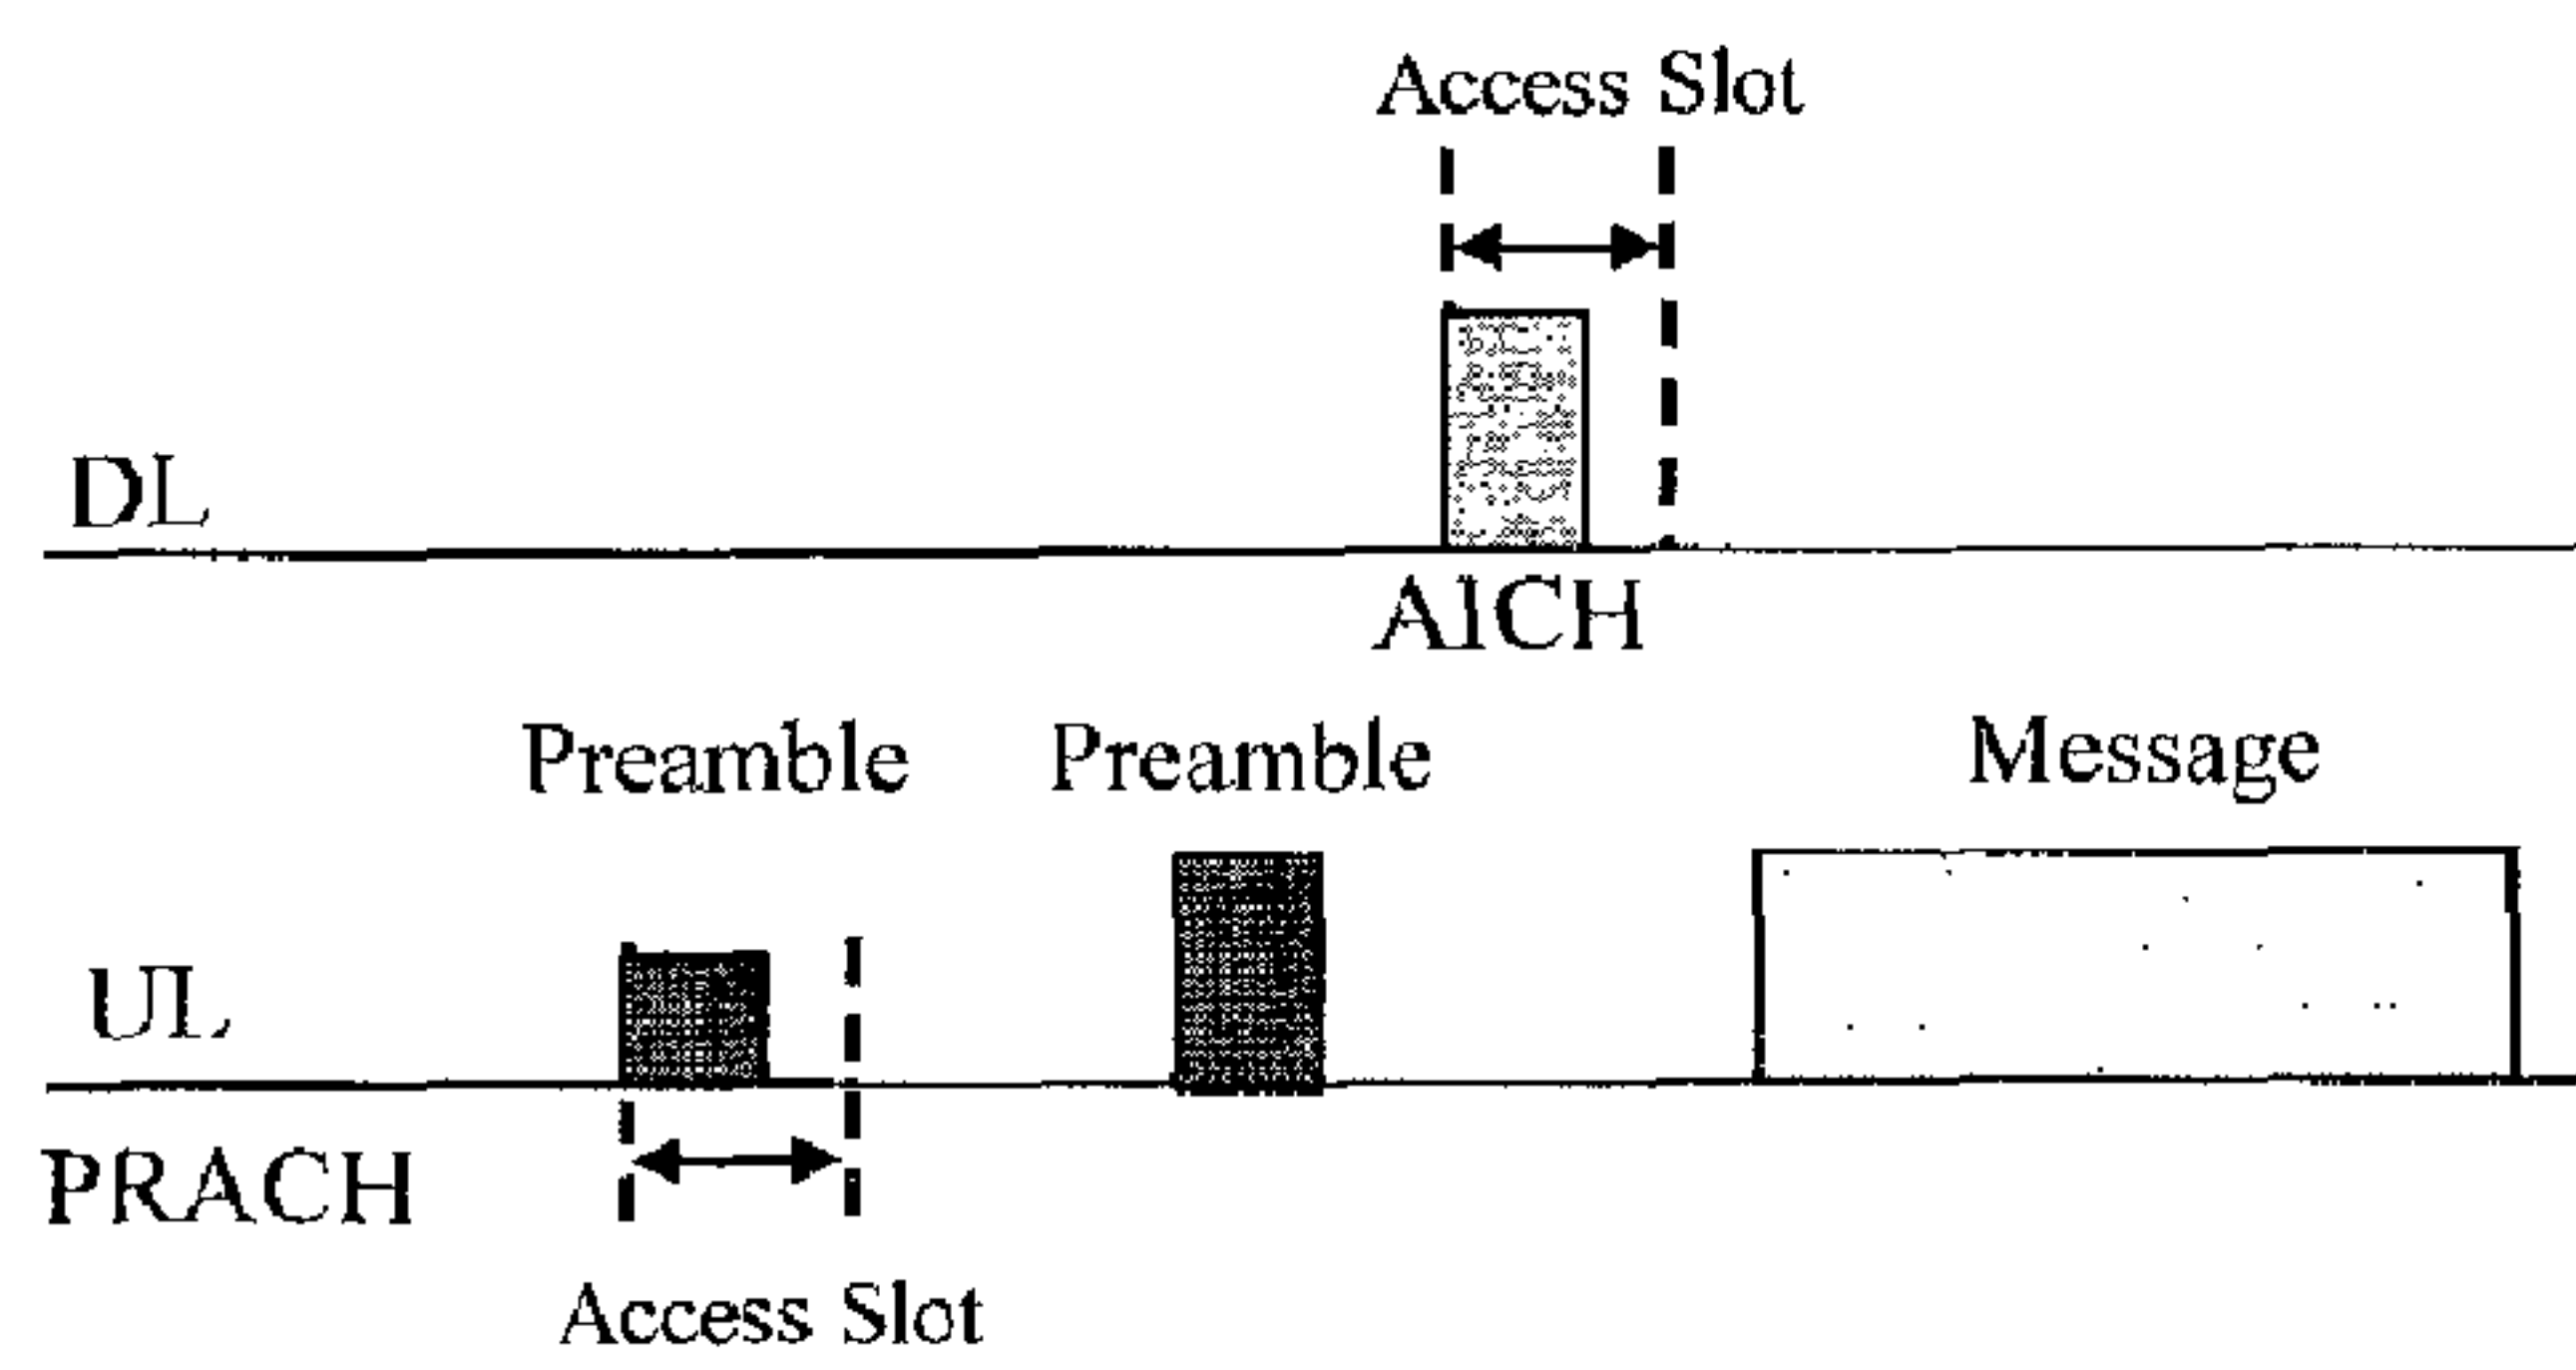 Access Slot
DL
AICH
Preamble Preamble Message
UL
PRACH
Access Slot